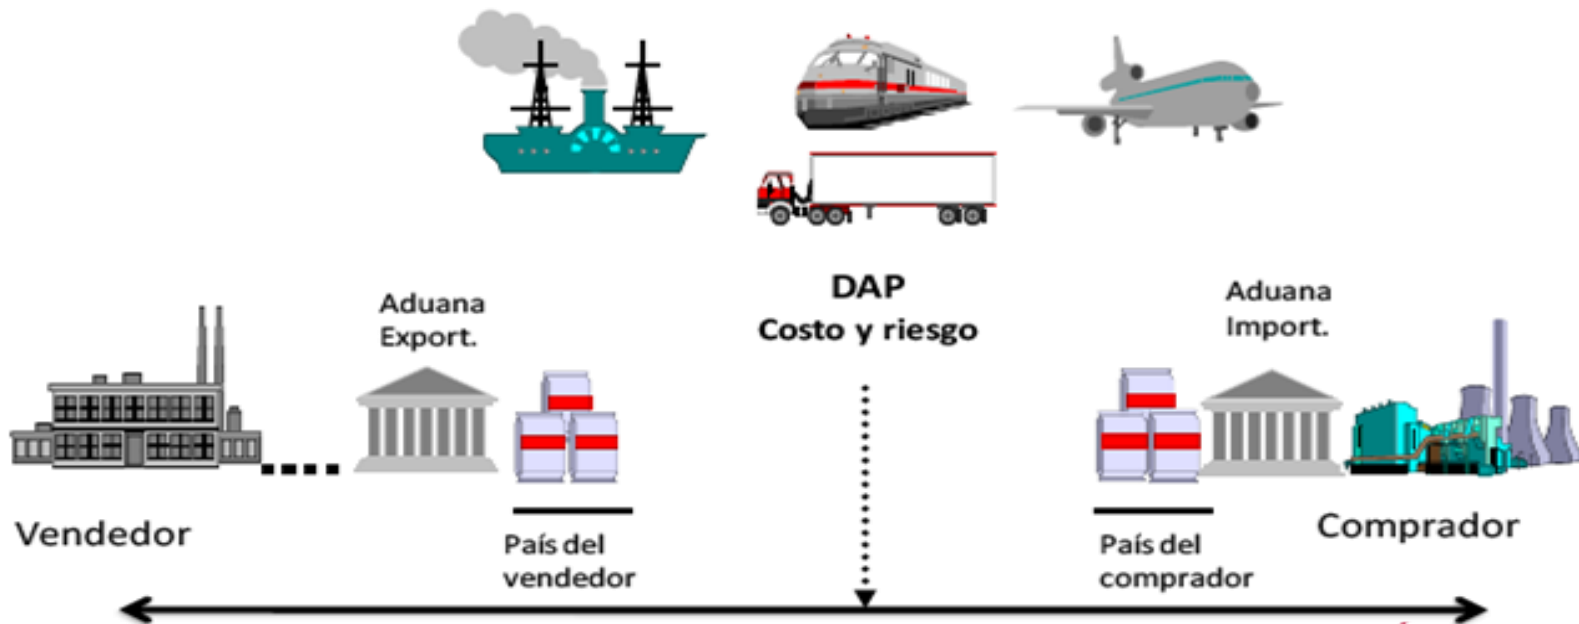 DAP
Costo y riesgo
Aduana
Export.
Aduana
Import.
Vendedor
País del
vendedor
País del
comprador
Comprador